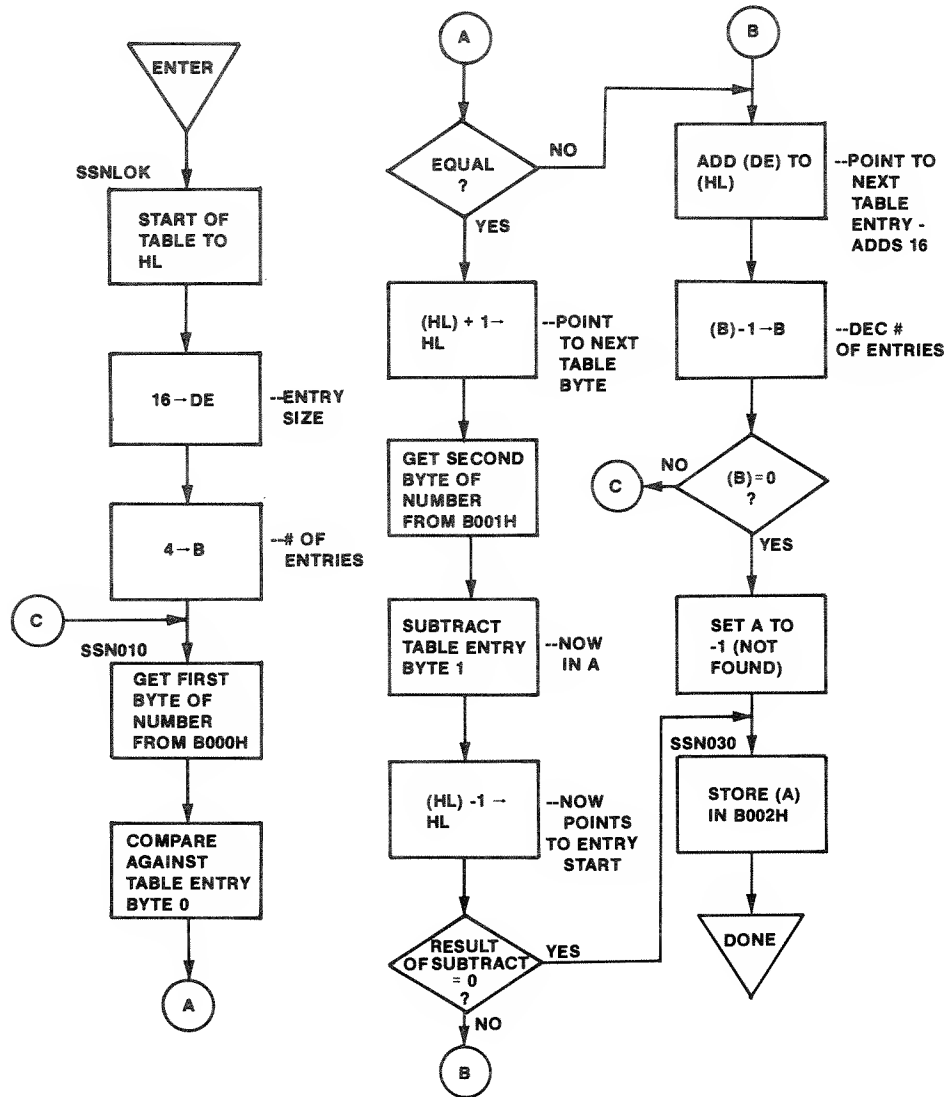 ENTER
SSNLOK
START OF
TABLE TO
HL
16→DE
--ENTRY
SIZE
4→B
--# OF
ENTRIES
C
SSN010
GET FIRST
BYTE OF
NUMBER
FROM B000H
COMPARE
AGAINST
TABLE ENTRY
BYTE 0
A
A
EQUAL
?
NO
YES
(HL) + 1→
HL
--POINT
TO NEXT
TABLE
BYTE
GET SECOND
BYTE OF
NUMBER
FROM B001H
SUBTRACT
TABLE ENTRY
BYTE 1
--NOW
IN A
(HL) -1 →
HL
--NOW
POINTS
TO ENTRY
START
RESULT
OF SUBTRACT
= 0
?
YES
NO
B
B
ADD (DE) TO
(HL)
--POINT TO
NEXT
TABLE
ENTRY -
ADDS 16
(B)-1→B
--DEC #
OF ENTRIES
(B)=0
?
NO
C
YES
SET A TO
-1 (NOT
FOUND)
SSN030
STORE (A)
IN B002H
DONE